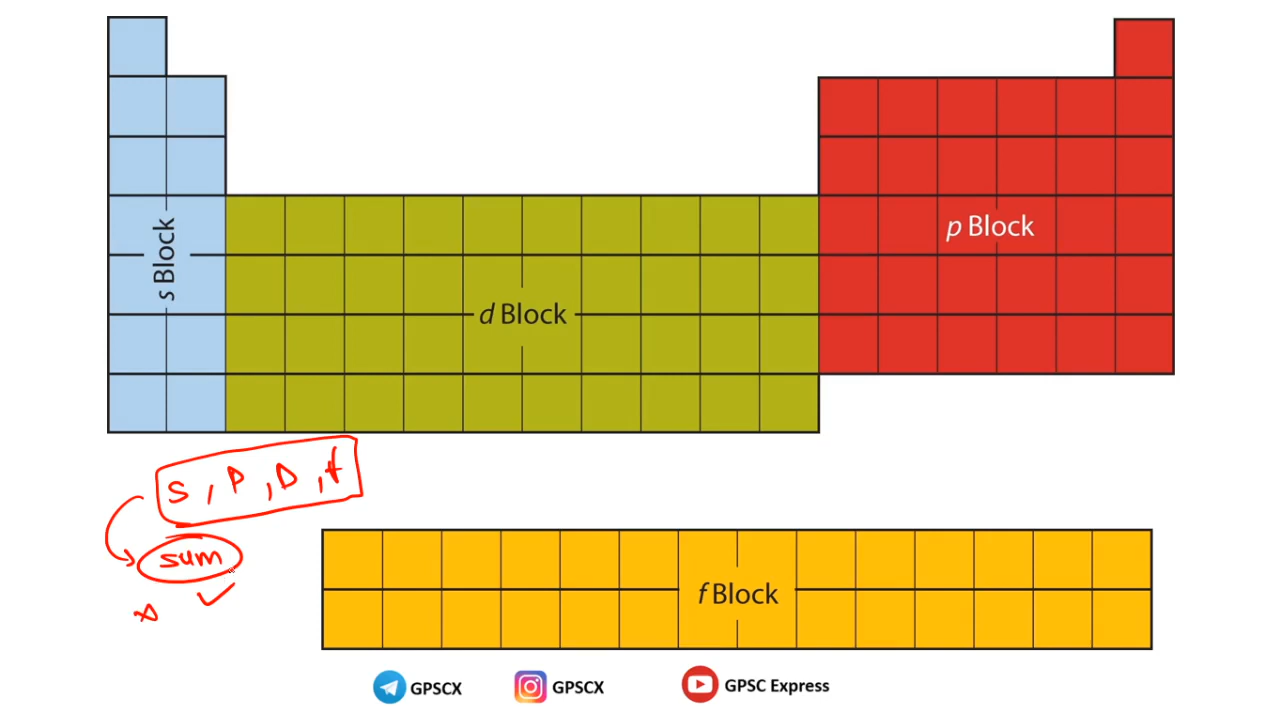 p Block
s Block
d Block
S, P, D, f
sum
f Block
GPSCX GPSCX GPSC Express